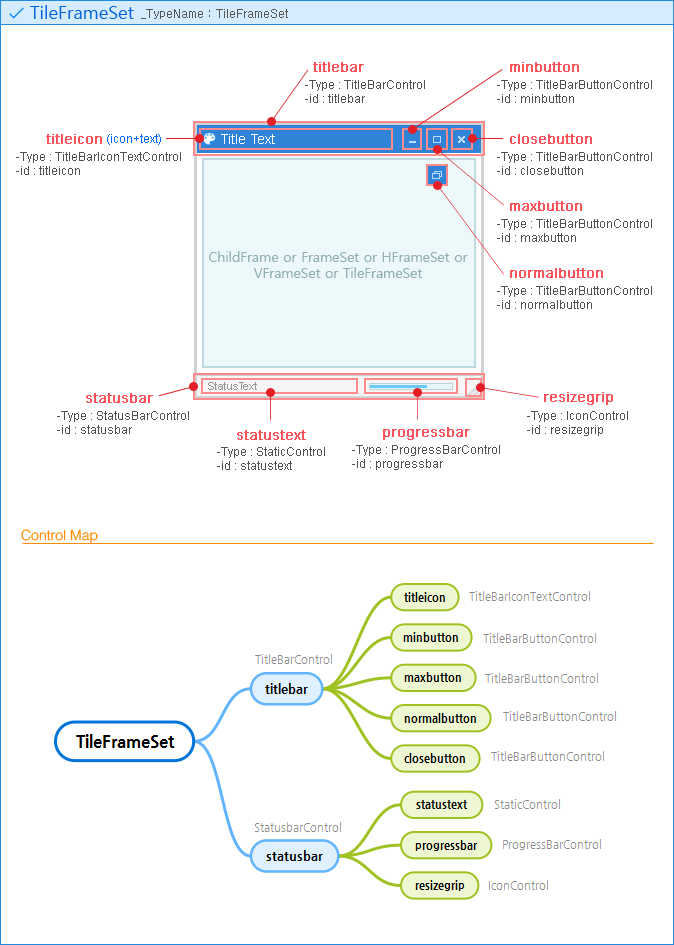 TileFrameSet _TypeName : TileFrameSet
titlebar
-Type : TitleBarControl
-id : titlebar
minbutton
-Type : TitleBarButtonControl
-id : minbutton
titleicon (icon+text)
-Type : TitleBarIconTextControl
-id : titleicon
Title Text
closebutton
-Type : TitleBarButtonControl
-id : closebutton
maxbutton
-Type : TitleBarButtonControl
-id : maxbutton
ChildFrame or FrameSet or HFrameSet or
VFrameSet or TileFrameSet
normalbutton
-Type : TitleBarButtonControl
-id : normalbutton
StatusText
statusbar
-Type : StatusBarControl
-id : statusbar
statustext
-Type : StaticControl
-id : statustext
progressbar
-Type : ProgressBarControl
-id : progressbar
resizegrip
-Type : IconControl
-id : resizegrip
Control Map
TileFrameSet
TitleBarControl
titlebar
titleicon TitleBarIconTextControl
minbutton TitleBarButtonControl
maxbutton TitleBarButtonControl
normalbutton TitleBarButtonControl
closebutton TitleBarButtonControl
StatusbarControl
statusbar
statustext StaticControl
progressbar ProgressBarControl
resizegrip IconControl